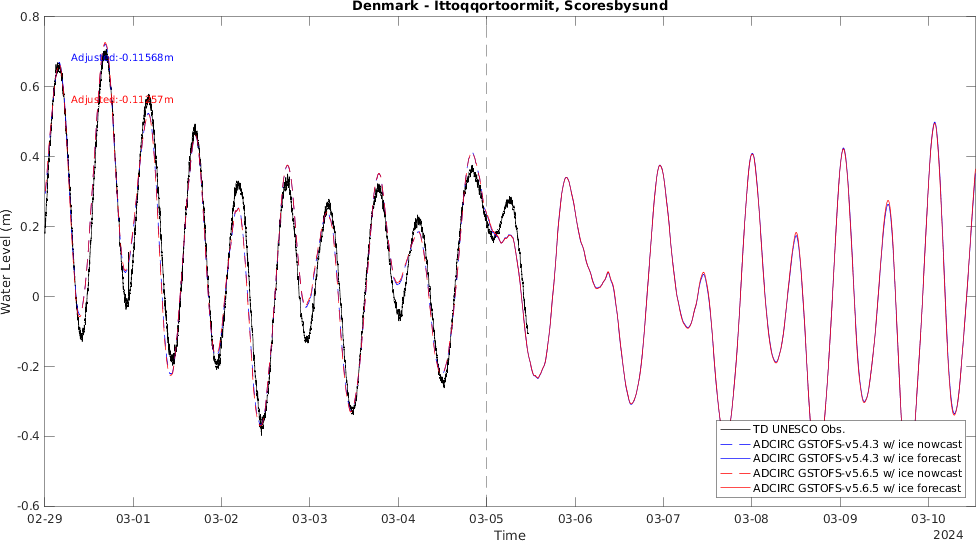 Denmark - Ittoqqortoormiit, Scoresbysund
0.8
0.6
0.4
0.2
0
-0.2
-0.4
-0.6
Water Level (m)
Adjusted:-0.11568m
TD UNESCO Obs.
ADCIRC GSTOFS-v5.4.3 w/ ice nowcast
ADCIRC GSTOFS-v5.4.3 w/ ice forecast
ADCIRC GSTOFS-v5.6.5 w/ ice nowcast
ADCIRC GSTOFS-v5.6.5 w/ ice forecast
02-29 03-01 03-02 03-03 03-04 03-05 03-06 03-07 03-08 03-09 03-10
Time
2024